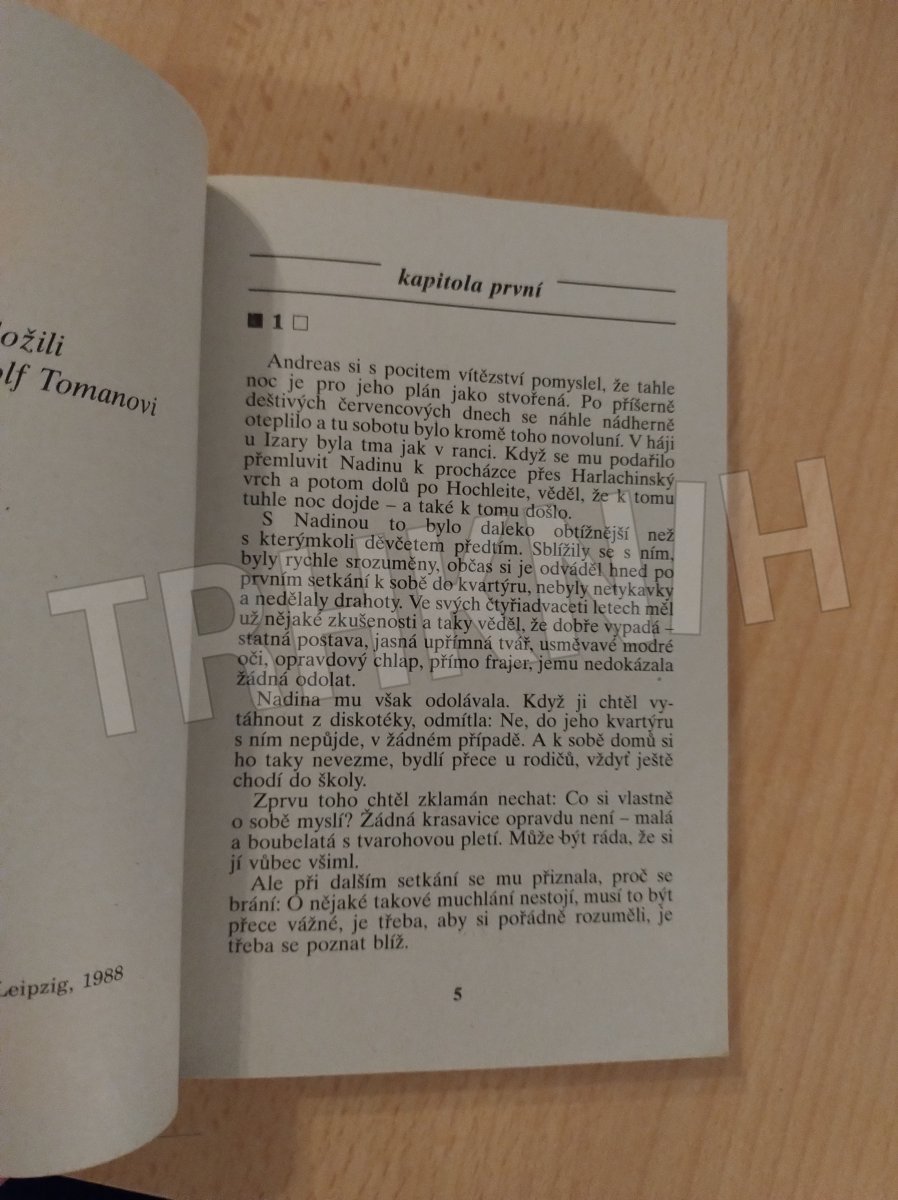 ložili
olf Tomanovi
Leipzig, 1988
kapitola první
1
Andreas si s pocitem vítězství pomyslel, že tahle
noc je pro jeho plán jako stvořená. Po příšerně
deštivých červencových dnech se náhle nádherně
oteplilo a tu sobotu bylo kromě toho novoluní. V háji
u Izary byla tma jak v ranci. Když se mu podařilo
přemluvit Nadinu k procházce přes Harlachinský
vrch a potom dolů po Hochleite, věděl, že k tomu
tuhle noc dojde – a také k tomu došlo.
S Nadinou to bylo daleko obtížnější než
s kterýmkoli děvčetem předtím. Sblížily se s ním,
byly rychle srozuměny, občas si je odváděl hned po
prvním setkání k sobě do kvartýru, nebyly netykavky
a nedělaly drahoty. Ve svých čtyřiadvaceti letech měl
už nějaké zkušenosti a taky věděl, že dobře vypadá –
statná postava, jasná upřímná tvář, usměvavé modré
oči, opravdový chlap, přímo frajer, jemu nedokázala
žádná odolat.
Nadina mu však odolávala. Když ji chtěl vy-
táhnout z diskotéky, odmítla: Ne, do jeho kvartýru
s ním nepůjde, v žádném případě. A k sobě domů si
ho taky nevezme, bydlí přece u rodičů, vždyť ještě
chodí do školy.
Zprvu toho chtěl zklamán nechat: Co si vlastně
o sobě myslí? Žádná krasavice opravdu není – malá
a boubelatá s tvarohovou pletí. Může být ráda, že si
jí vůbec všiml.
Ale při dalším setkání se mu přiznala, proč se
brání: O nějaké takové muchlání nestojí, musí to být
přece vážné, je třeba, aby si pořádně rozuměli, je
třeba se poznat blíž.
5